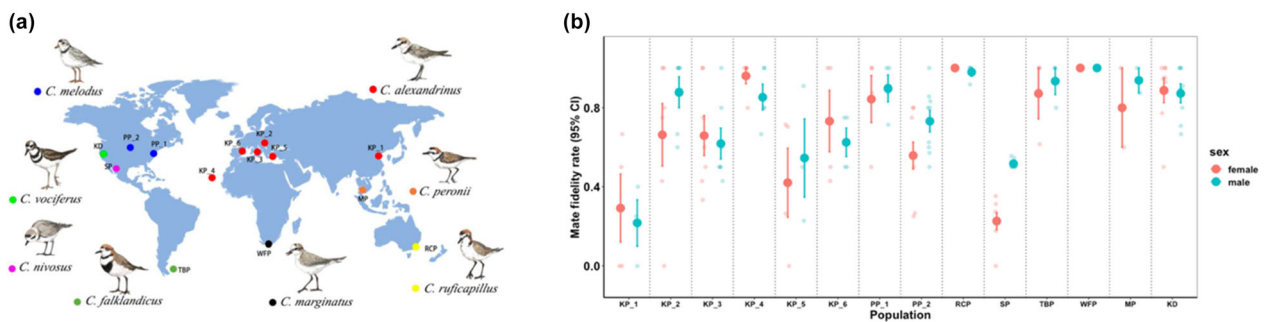 (a)
C. melodus
C. alexandrinus
KD
PP_2
PP_1
SP
KP_2
KP_6
KP_5
KP_3
KP_4
KP_1
C. vociferus
C. peronii
MP
C. nivosus
WFP
RCP
TBP
C. falklandicus
C. marginatus
C. ruficapillus
(b)
Mate fidelity rate (95% CI)
0.8
0.4
0.0
KP_1 KP_2 KP_3 KP_4 KP_5 KP_6 PP_1 PP_2 RCP SP TBP WFP MP KD
Population
sex
female
male